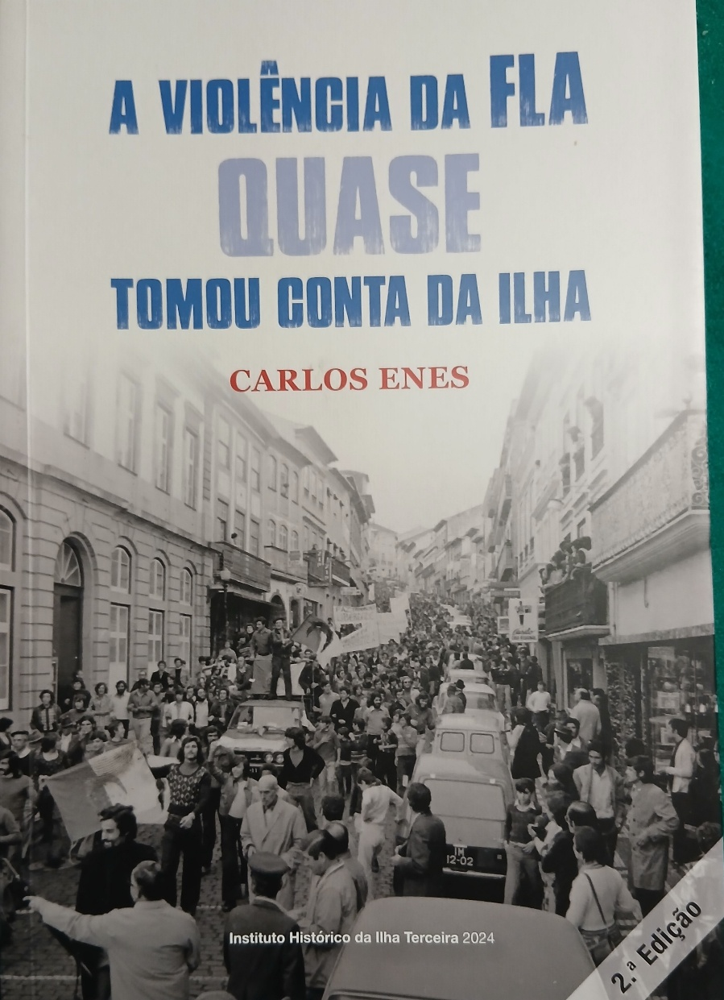 A VIOLÊNCIA DA FLA
QUASE
TOMOU CONTA DA ILHA
CARLOS ENES
IM
12-02
Instituto Histórico da Ilha Terceira 2024
2.ª Edição